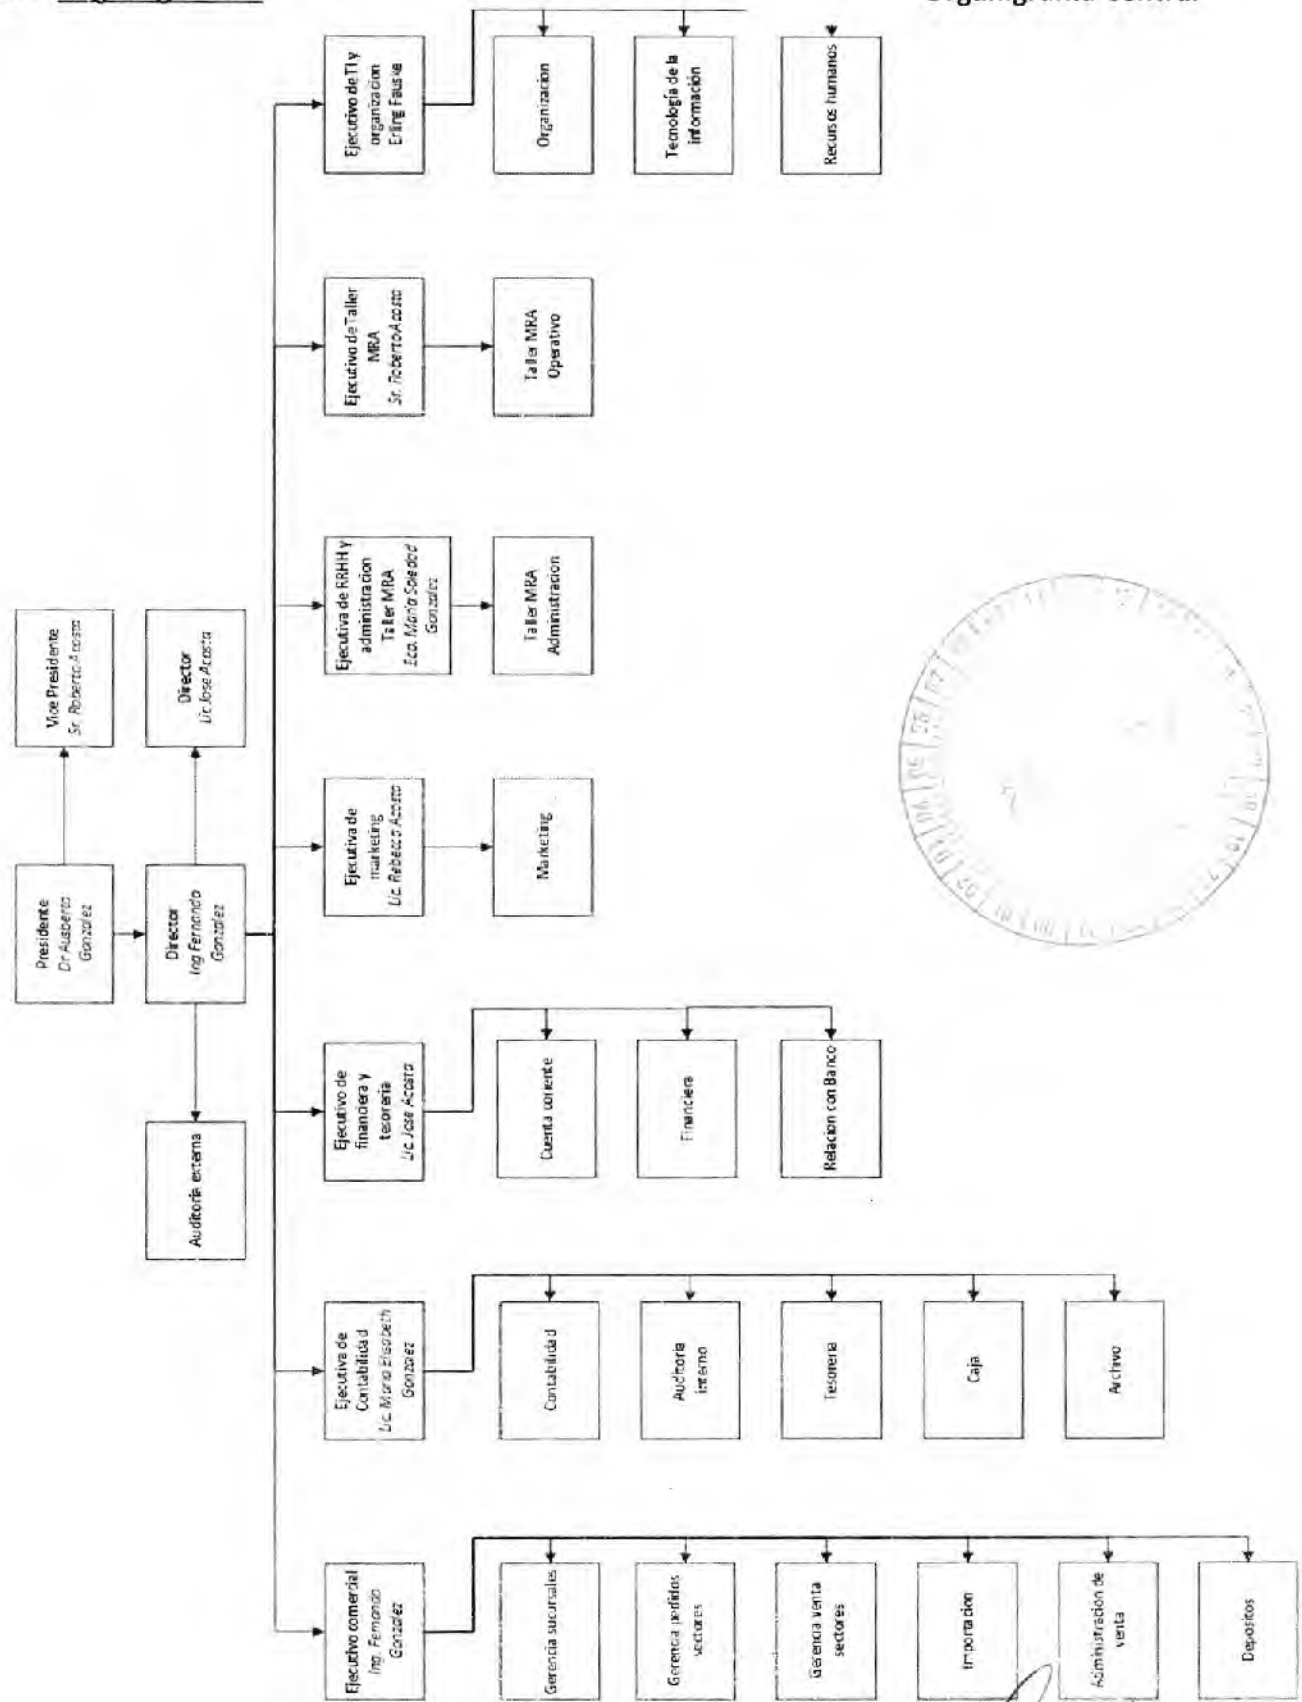 Organigrama Central
Presidente
Dr Ausberto
Gonzalez
Vice Presidente
Sr. Roberto Acosta
Director
Ing Fernando
Gonzalez
Director
Lic Jose Acosta
Auditoria externa
Ejecutivo comercial
Ing. Fernando
Gonzalez
Gerencia sucursales
Gerencia pedidos
sectores
Gerencia venta
sectores
Importacion
Administracion de
venta
Depositos
Ejecutiva de
Contabilidad
Lic. Maria Elisabeth
Gonzalez
Contabilidad
Auditoria
interno
Tesoreria
Caja
Archivo
Ejecutivo de
financiera y
tesoreria
Lic Jose Acosta
Cuenta corriente
Financiera
Relacion con Banco
Ejecutiva de
marketing
Lic. Rebecca Acosta
Marketing
Ejecutiva de RRHH y
administracion
Taller MRA
Eco. Maria Soledad
Gonzalez
Taller MRA
Administracion
Ejecutivo de Taller
MRA
Sr. Roberto Acosta
Taller MRA
Operativo
Ejecutivo de TI y
organizacion
Erling Fauske
Organizacion
Tecnología de la
información
Recursos humanos